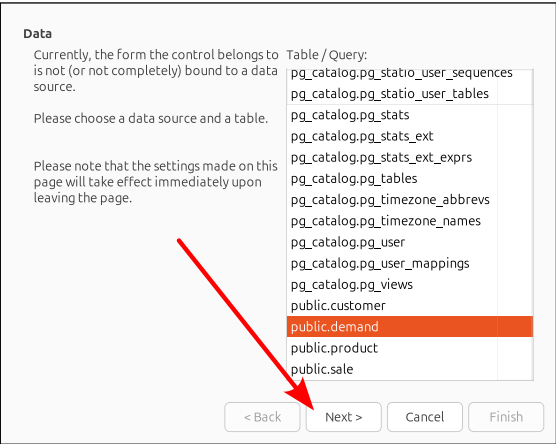 Data
Currently, the form the control belongs to
is not (or not completely) bound to a data
source.
Please choose a data source and a table.
Please note that the settings made on this
page will take effect immediately upon
leaving the page.
Table / Query:
pg_catalog.pg_statio_user_sequences
pg_catalog.pg_statio_user_tables
pg_catalog.pg_stats
pg_catalog.pg_stats_ext
pg_catalog.pg_stats_ext_exprs
pg_catalog.pg_tables
pg_catalog.pg_timezone_abbrevs
pg_catalog.pg_timezone_names
pg_catalog.pg_user
pg_catalog.pg_user_mappings
pg_catalog.pg_views
public.customer
public.demand
public.product
public.sale
< Back
Next >
Cancel
Finish